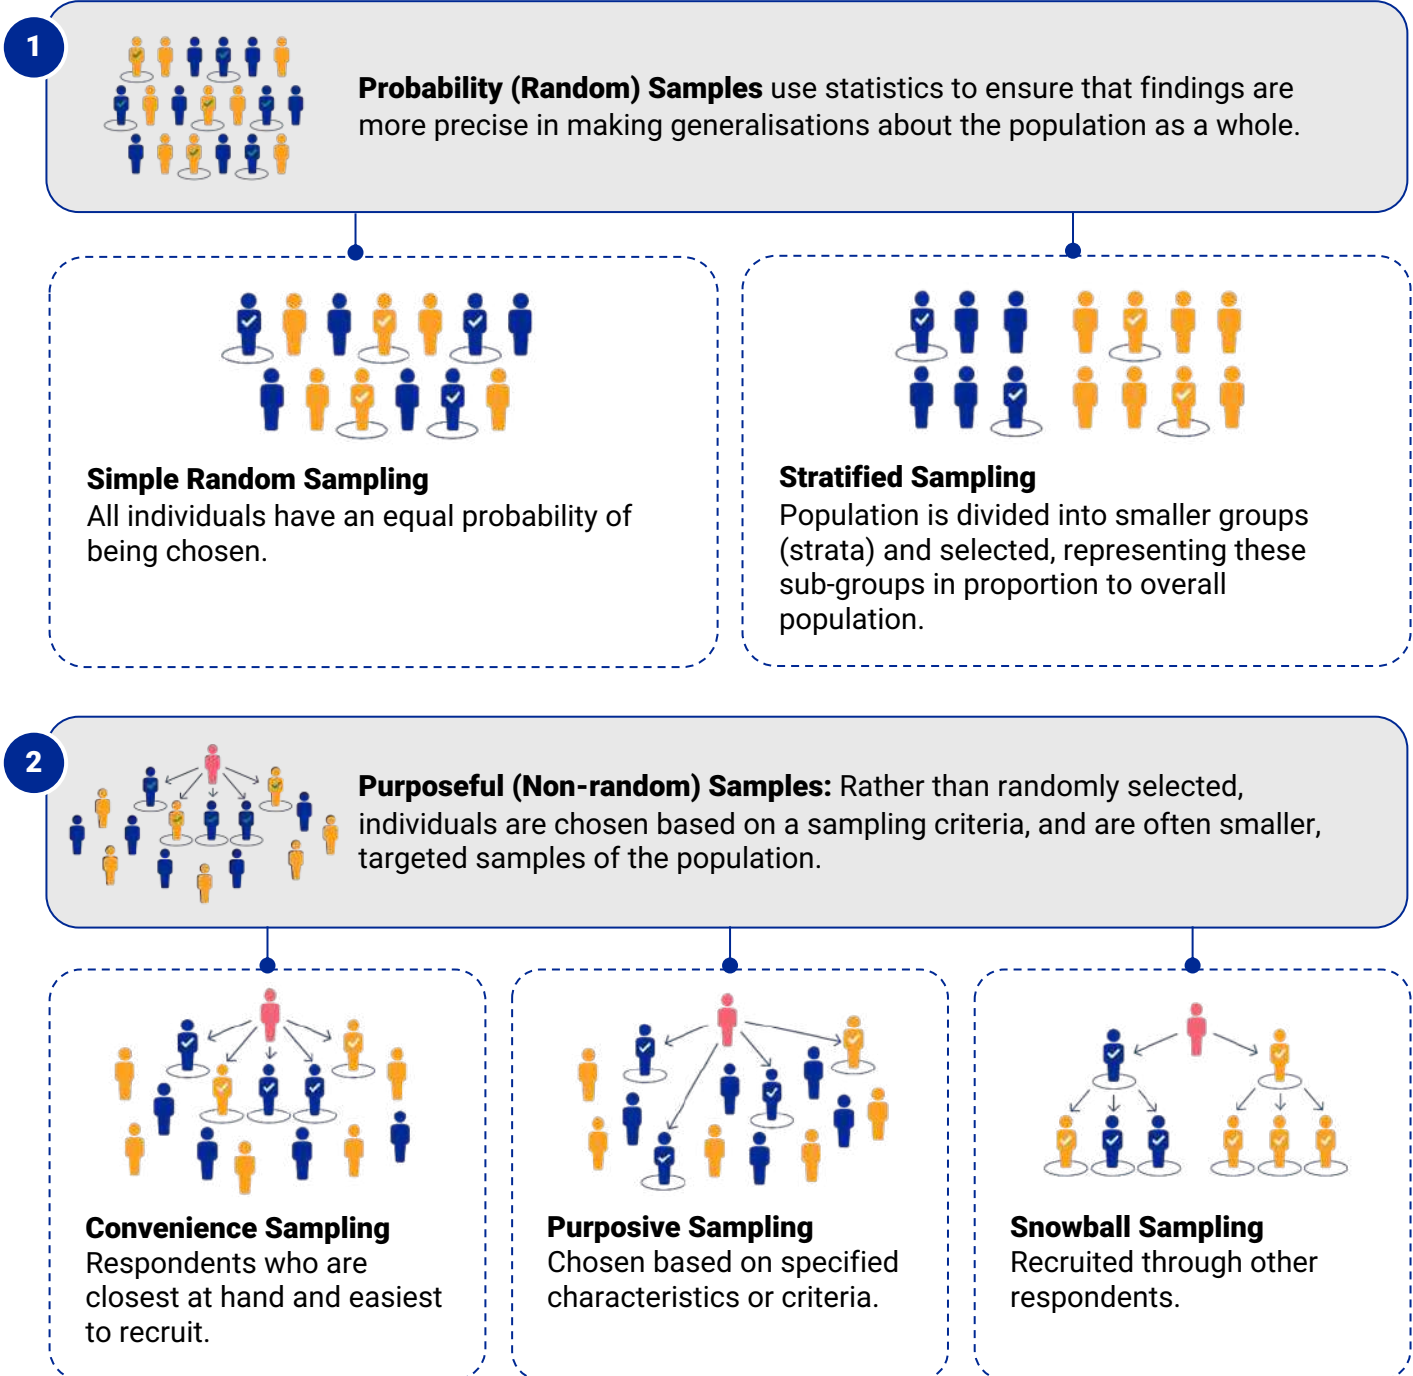 1
Probability (Random) Samples use statistics to ensure that findings are
more precise in making generalisations about the population as a whole.
Simple Random Sampling
All individuals have an equal probability of
being chosen.
Stratified Sampling
Population is divided into smaller groups
(strata) and selected, representing these
sub-groups in proportion to overall
population.
2
Purposeful (Non-random) Samples: Rather than randomly selected,
individuals are chosen based on a sampling criteria, and are often smaller,
targeted samples of the population.
Convenience Sampling
Respondents who are
closest at hand and easiest
to recruit.
Purposive Sampling
Chosen based on specified
characteristics or criteria.
Snowball Sampling
Recruited through other
respondents.